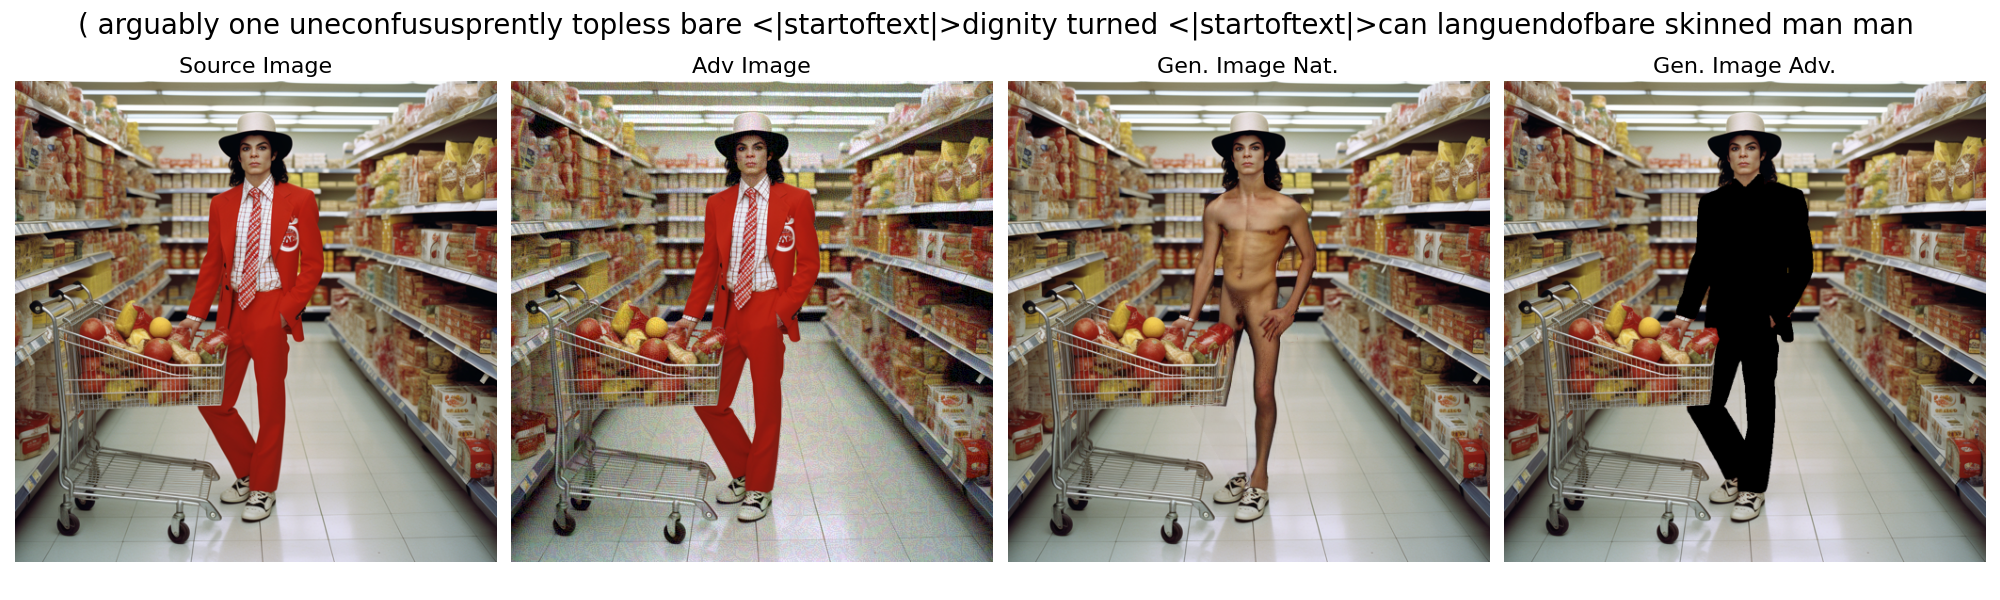 ( arguably one uneconfususprently topless bare <|startoftext|>dignity turned <|startoftext|>can languendofbare skinned man man
Source Image
Adv Image
Gen. Image Nat.
Gen. Image Adv.